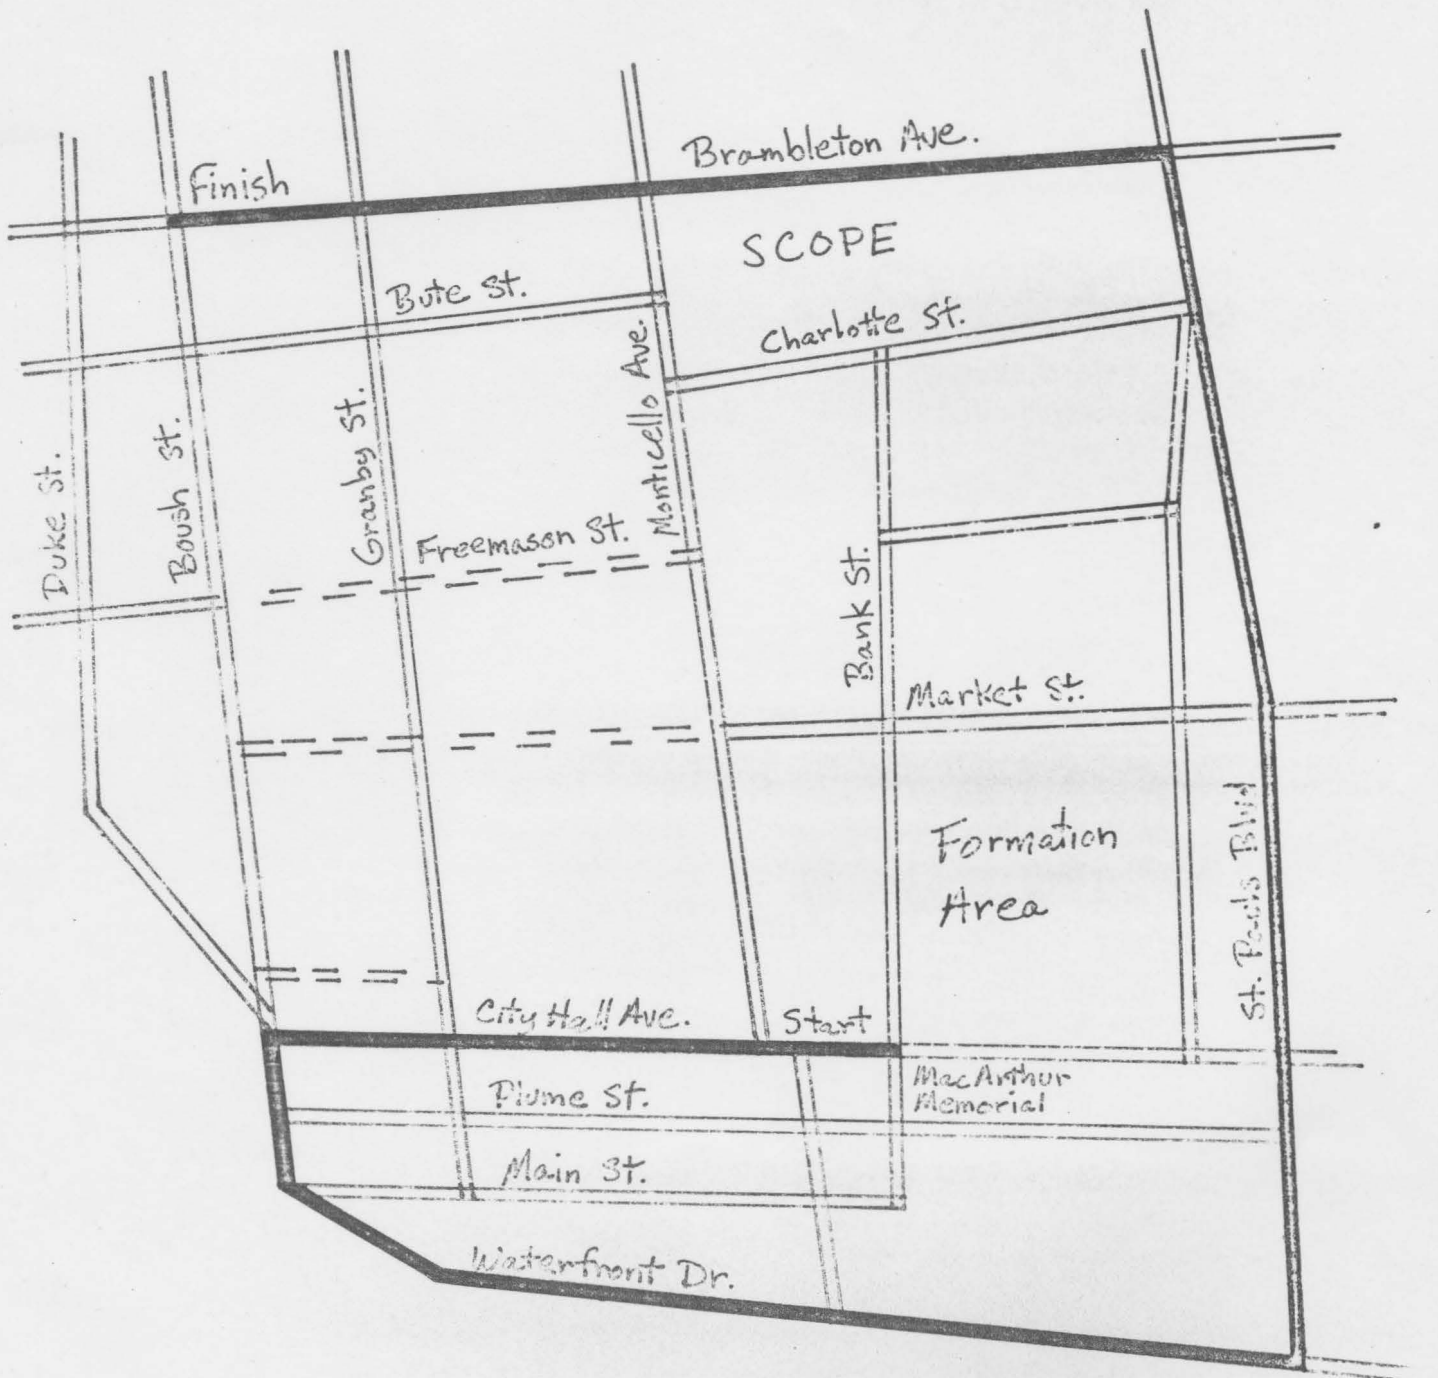 Brambleton Ave.
Finish
SCOPE
Bute St.
Charlotte St.
Monticello Ave.
Granby St.
Boush St.
Duke St.
Freemason St.
Bank St.
Market St.
Formation
Area
St. Pauls Blvd
City Hall Ave.
Start
MacArthur
Memorial
Plume St.
Main St.
Waterfront Dr.